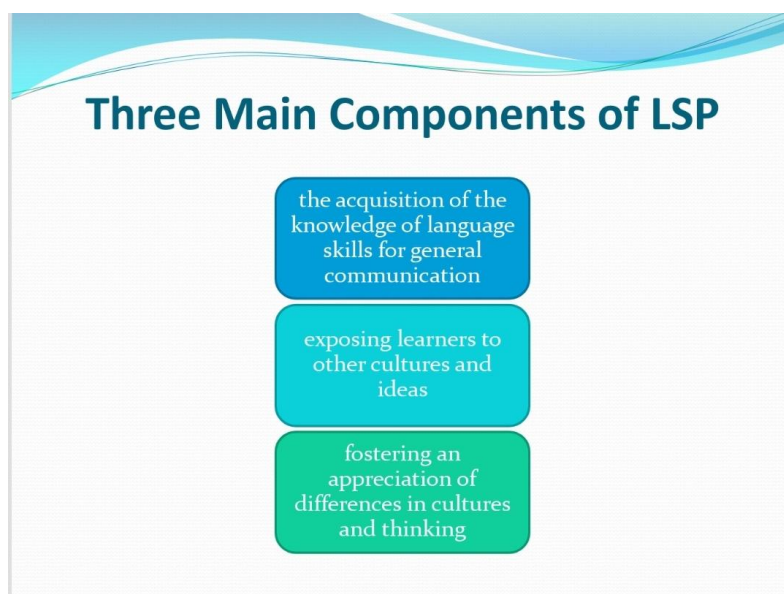 Three Main Components of LSP
the acquisition of the
knowledge of language
skills for general
communication
exposing learners to
other cultures and
ideas
fostering an
appreciation of
differences in cultures
and thinking